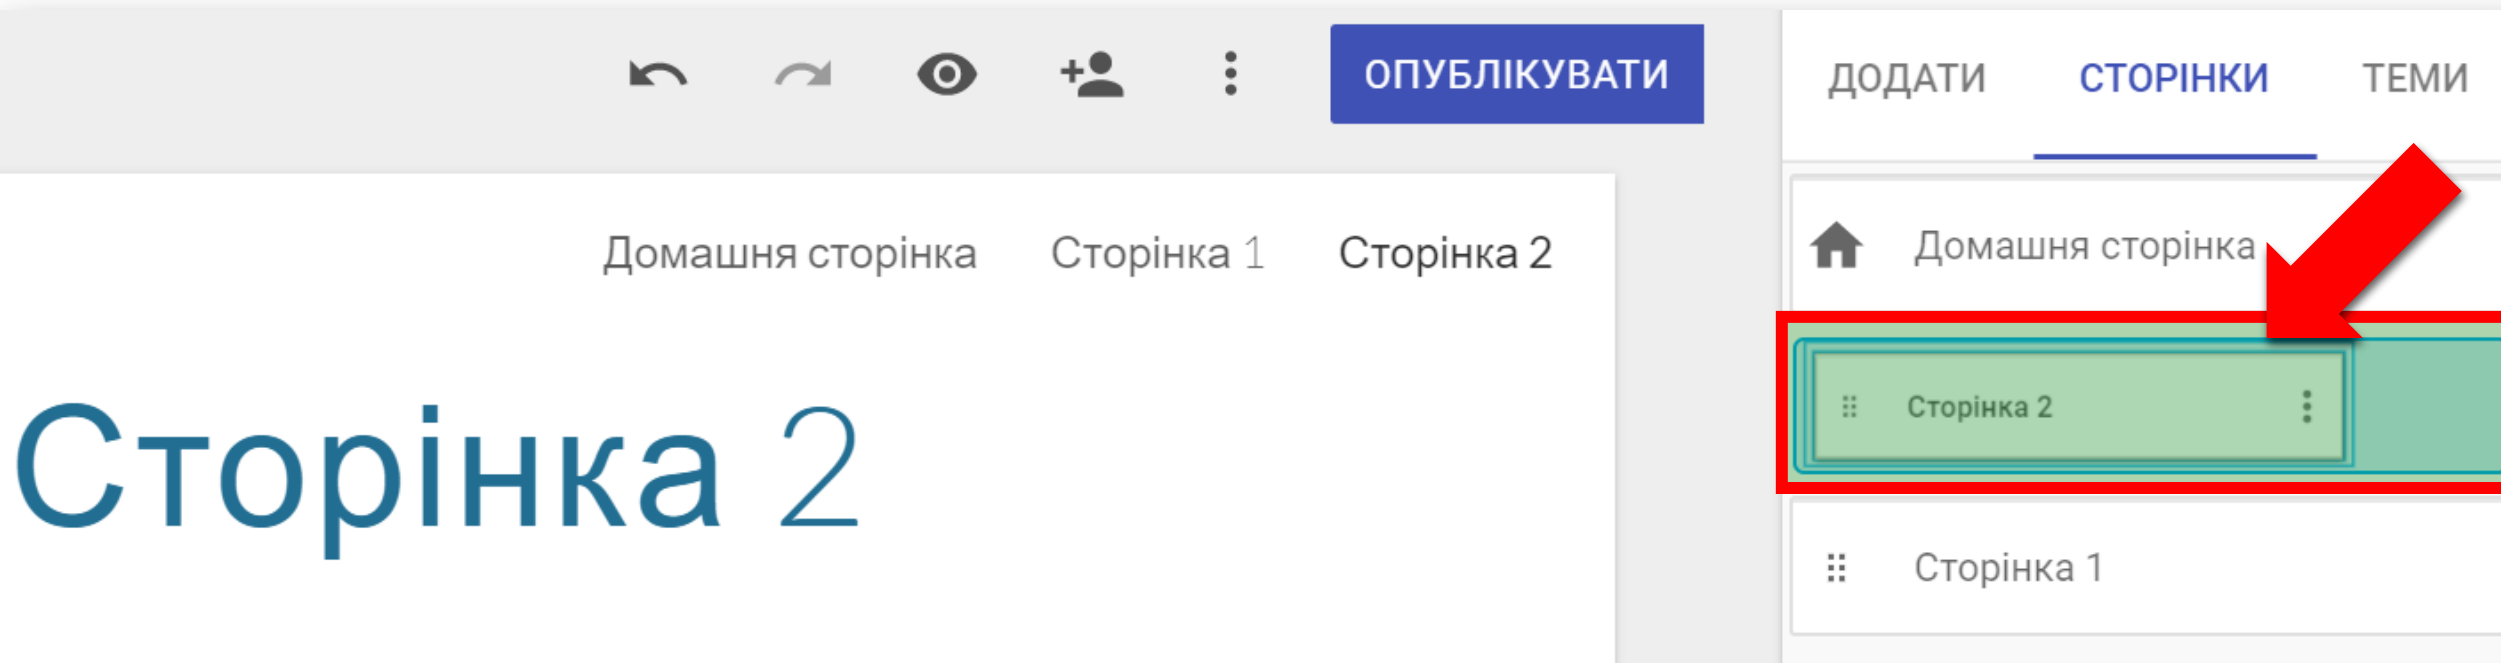 ОПУБЛІКУВАТИ
ДОДАТИ СТОРІНКИ ТЕМИ
Домашня сторінка Сторінка 1 Сторінка 2
Сторінка 2
Домашня сторінка
Сторінка 2
Сторінка 1